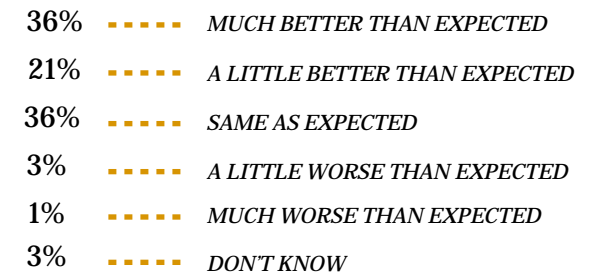 36% ----- MUCH BETTER THAN EXPECTED
21% ----- A LITTLE BETTER THAN EXPECTED
36% ----- SAME AS EXPECTED
3% ----- A LITTLE WORSE THAN EXPECTED
1% ----- MUCH WORSE THAN EXPECTED
3% ----- DON'T KNOW